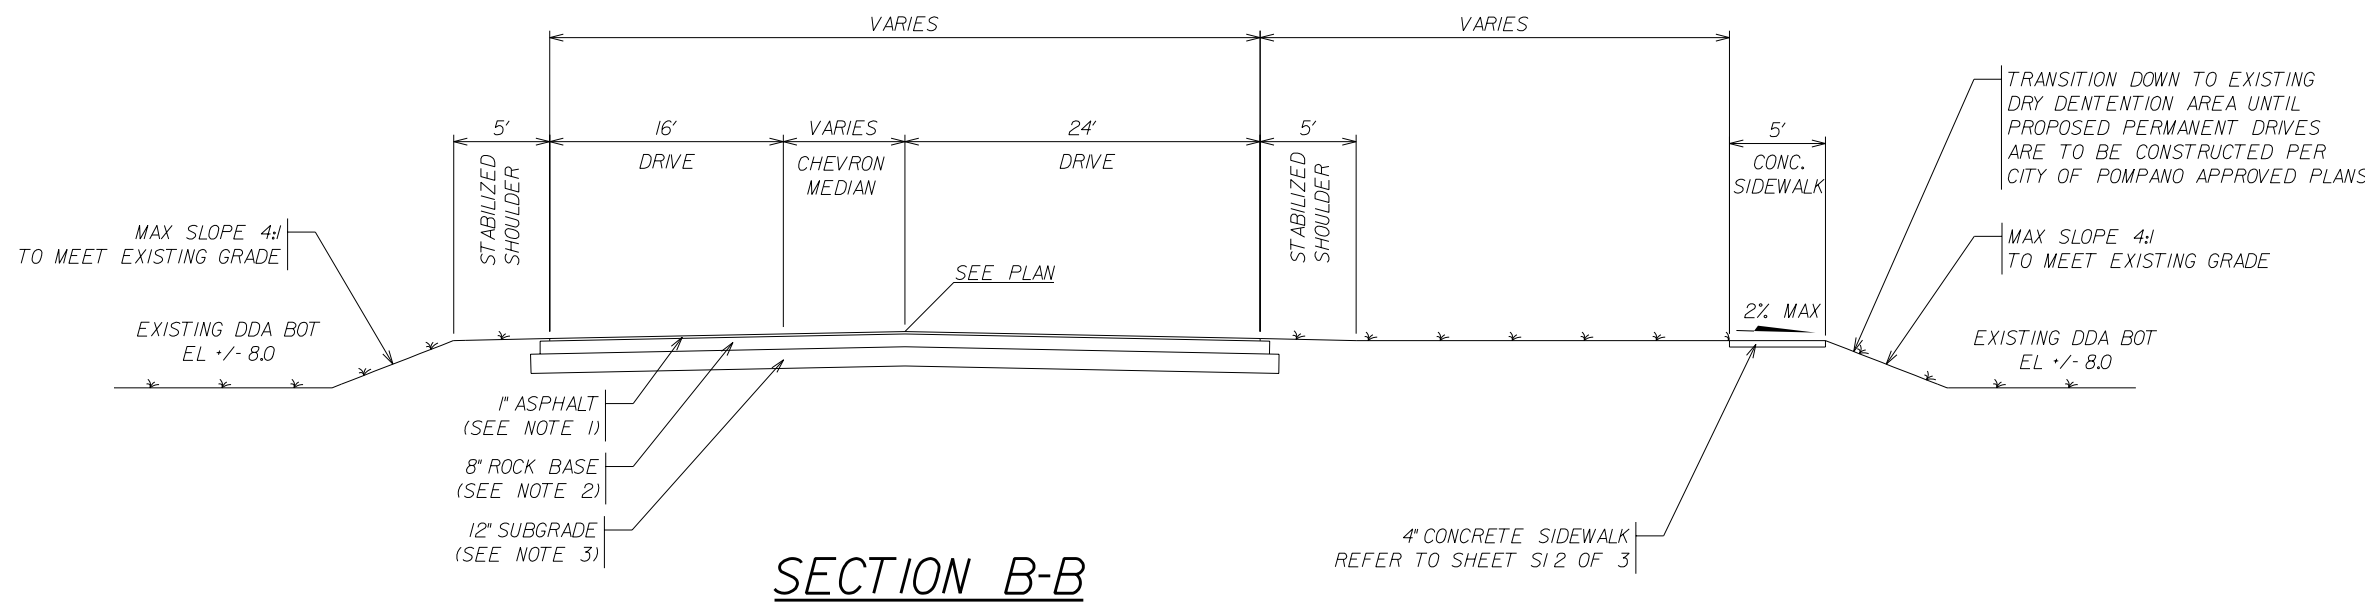 VARIES
VARIES
5'
16'
VARIES
24'
5'
5'
DRIVE
CHEVRON
MEDIAN
DRIVE
STABILIZED
SHOULDER
STABILIZED
SHOULDER
CONC.
SIDEWALK
TRANSITION DOWN TO EXISTING
DRY DENTENTION AREA UNTIL
PROPOSED PERMANENT DRIVES
ARE TO BE CONSTRUCTED PER
CITY OF POMPANO APPROVED PLANS
MAX SLOPE 4:1
TO MEET EXISTING GRADE
MAX SLOPE 4:1
TO MEET EXISTING GRADE
SEE PLAN
2% MAX
EXISTING DDA BOT
EL +/- 8.0
EXISTING DDA BOT
EL +/- 8.0
1" ASPHALT
(SEE NOTE 1)
8" ROCK BASE
(SEE NOTE 2)
12" SUBGRADE
(SEE NOTE 3)
4" CONCRETE SIDEWALK
REFER TO SHEET S1 2 OF 3
SECTION B-B